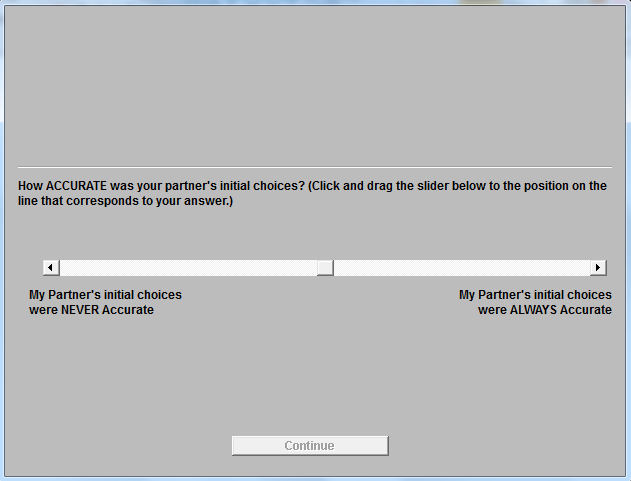 How ACCURATE was your partner's initial choices? (Click and drag the slider below to the position on the
line that corresponds to your answer.)
My Partner's initial choices
were NEVER Accurate
My Partner's initial choices
were ALWAYS Accurate
Continue